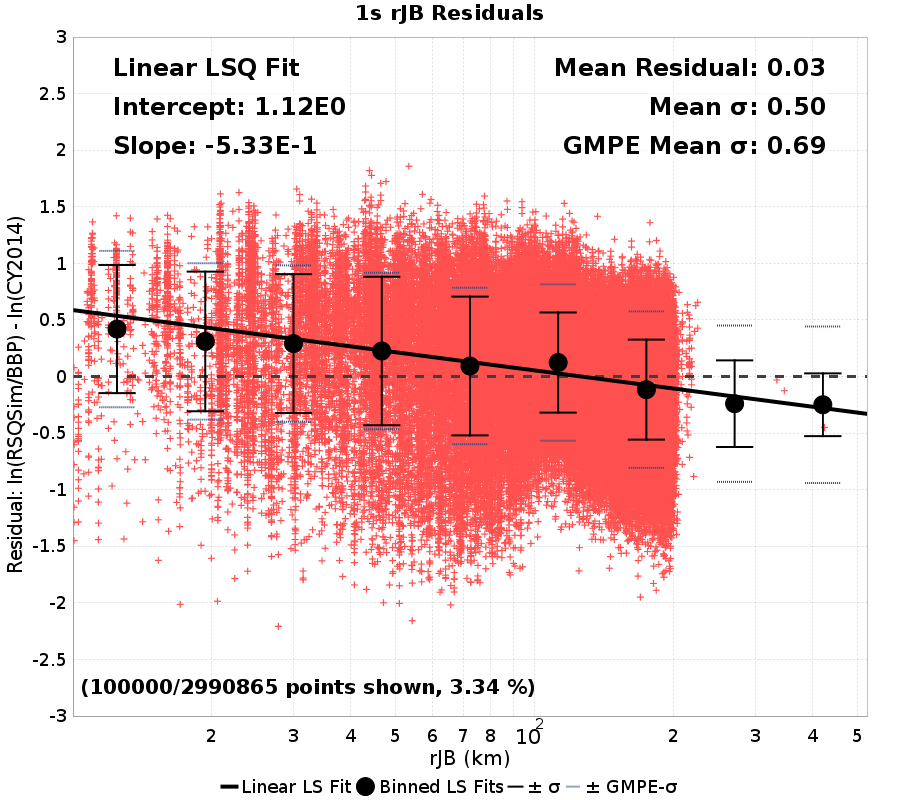 1s rJB Residuals
Linear LSQ Fit
Intercept: 1.12E0
Slope: -5.33E-1
Mean Residual: 0.03
Mean σ: 0.50
GMPE Mean σ: 0.69
3
2.5
2
1.5
1
0.5
0
-0.5
-1
-1.5
-2
-2.5
-3
Residual: ln(RSQSim/BBP) - ln(CY2014)
(100000/2990865 points shown, 3.34 %)
2 3 4 5 6 7 8 10² 2 3 4 5
rJB (km)
Linear LS Fit Binned LS Fits ± σ ± GMPE-σ